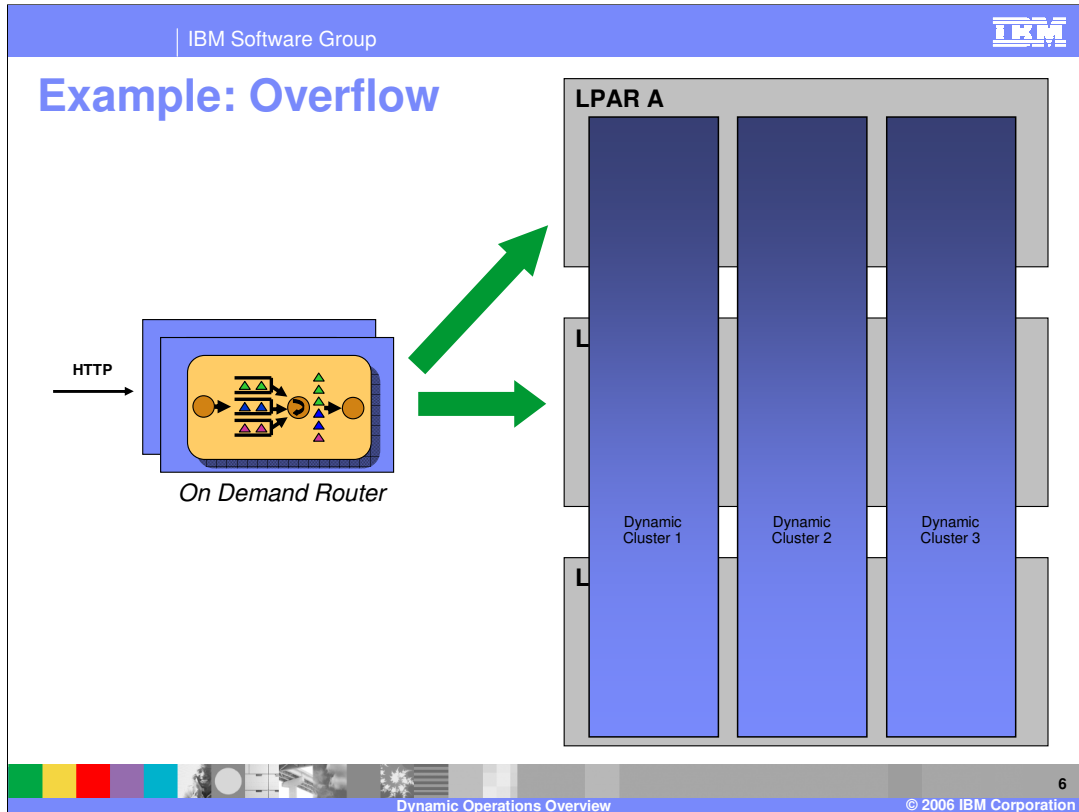 IBM Software Group
IBM
Example: Overflow
LPAR A
HTTP
On Demand Router
L
L
Dynamic
Cluster 1
Dynamic
Cluster 2
Dynamic
Cluster 3
6
Dynamic Operations Overview
© 2006 IBM Corporation